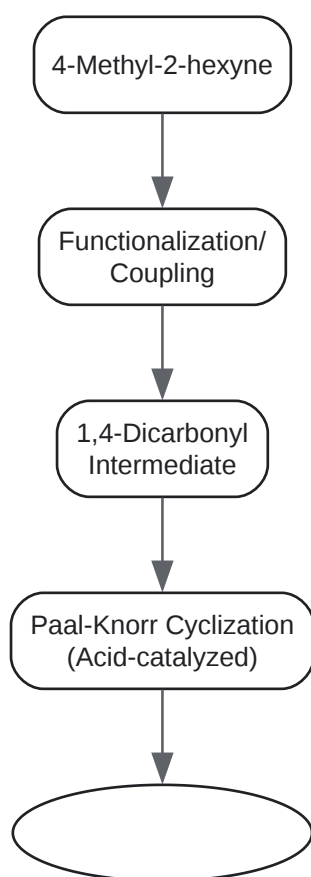 4-Methyl-2-hexyne
Functionalization/
Coupling
1,4-Dicarbonyl
Intermediate
Paal-Knorr Cyclization
(Acid-catalyzed)